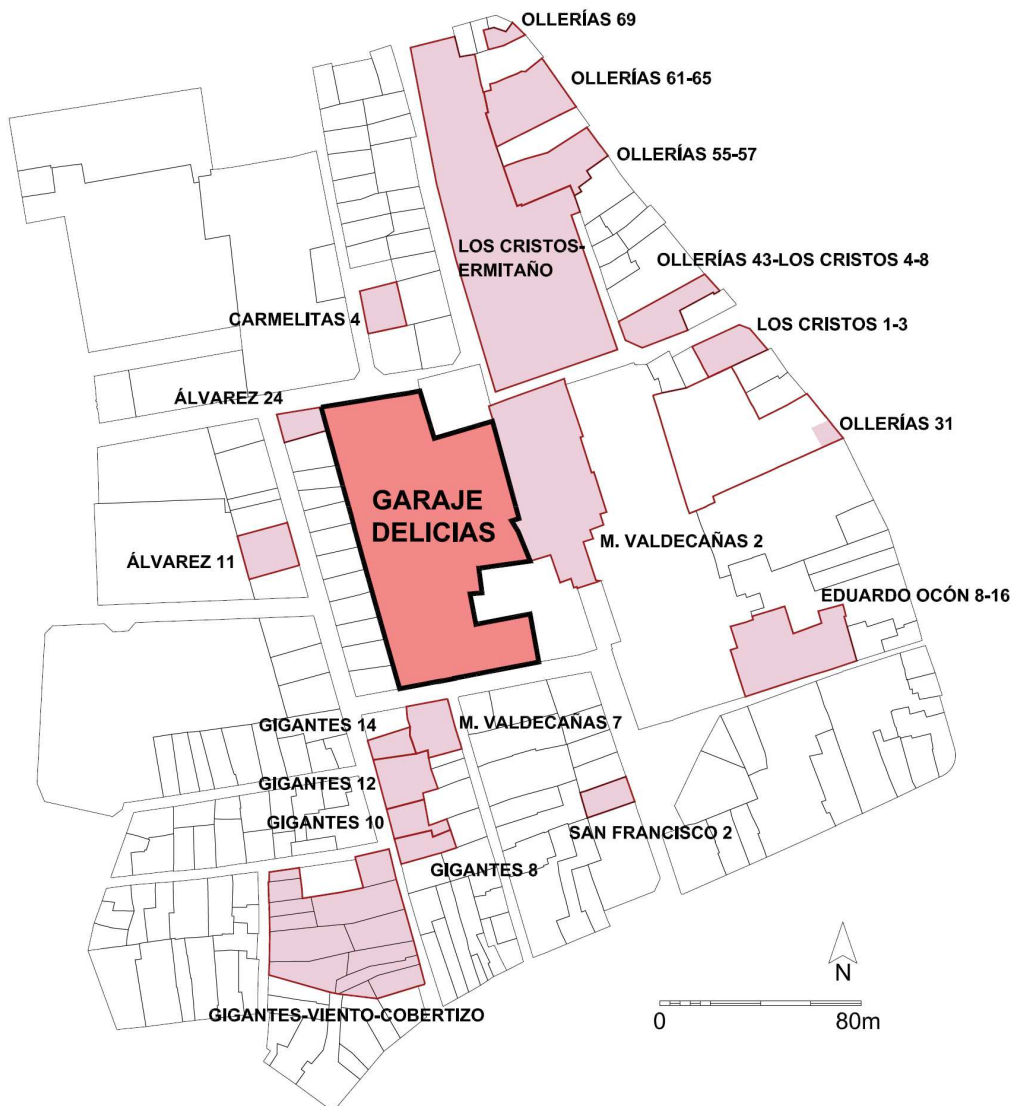 OLLERÍAS 69
OLLERÍAS 61-65
OLLERÍAS 55-57
LOS CRISTOS-
ERMITAÑO
OLLERÍAS 43-LOS CRISTOS 4-8
CARMELITAS 4
LOS CRISTOS 1-3
ÁLVAREZ 24
OLLERÍAS 31
GARAJE
DELICIAS
M. VALDECAÑAS 2
ÁLVAREZ 11
EDUARDO OCÓN 8-16
GIGANTES 14
M. VALDECAÑAS 7
GIGANTES 12
GIGANTES 10
SAN FRANCISCO 2
GIGANTES 8
N
GIGANTES-VIENTO-COBERTIZO
0
80m